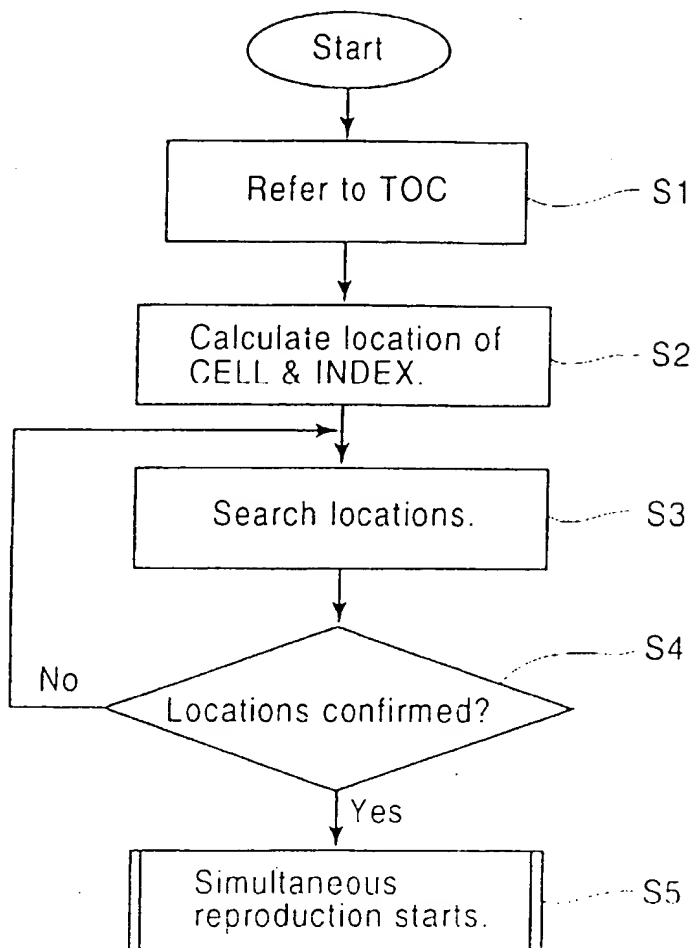 Start
Refer to TOC
S1
Calculate location of
CELL & INDEX.
S2
Search locations.
S3
S4
No
Locations confirmed?
Yes
Simultaneous
reproduction starts.
S5